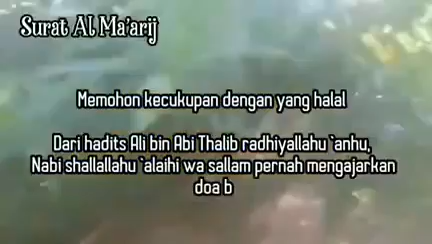 Surat Al Ma'arij
Memohon kecukupan dengan yang halal
Dari hadits Ali bin Abi Thalib radhiyallahu `anhu,
Nabi shallallahu `alaihi wa sallam pernah mengajarkan
doa b